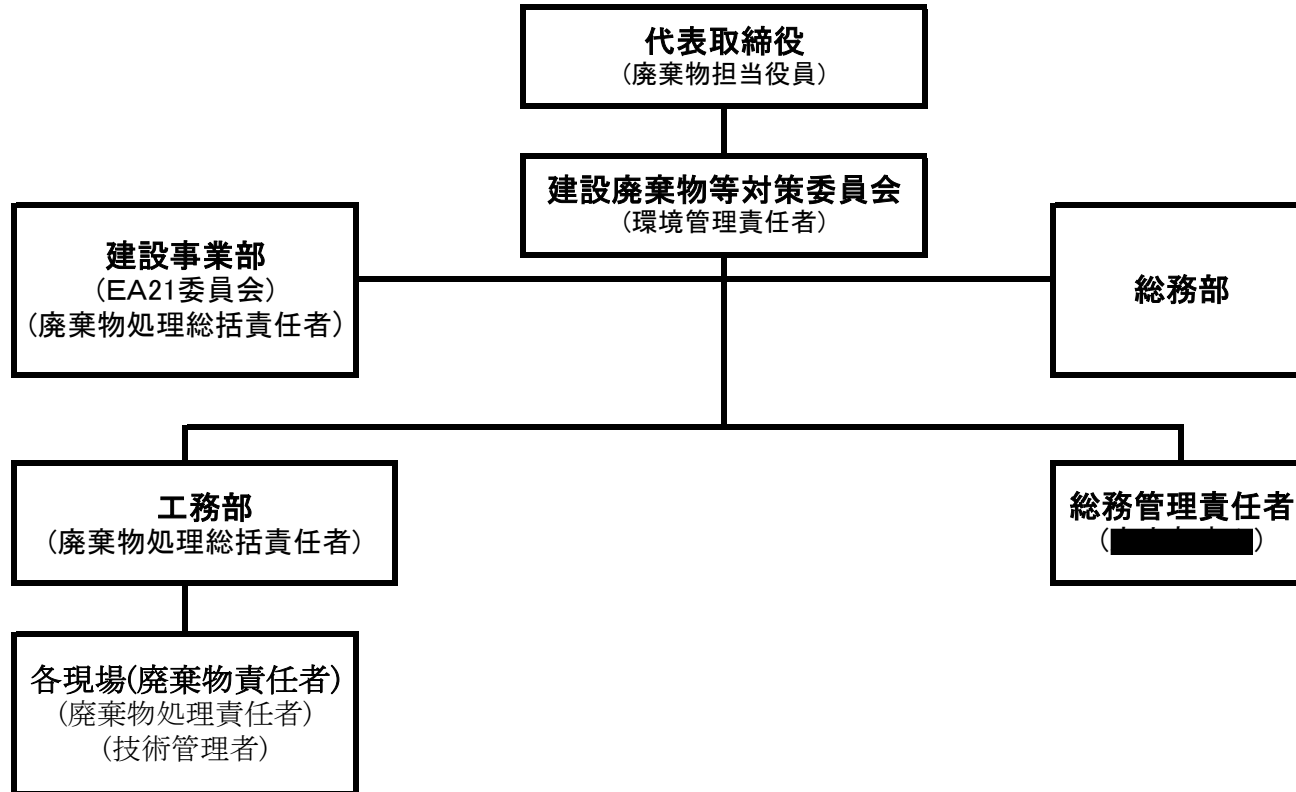 代表取締役
(廃棄物担当役員)
建設廃棄物等対策委員会
(環境管理責任者)
建設事業部
(EA21委員会)
(廃棄物処理総括責任者)
総務部
工務部
(廃棄物処理総括責任者)
総務管理責任者
( )
各現場(廃棄物責任者)
(廃棄物処理責任者)
(技術管理者)